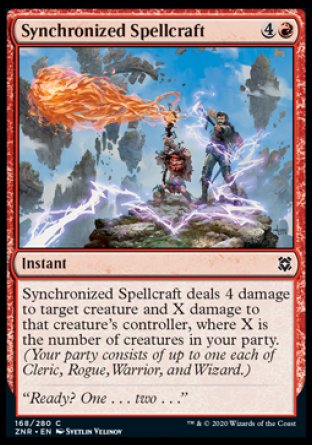 Synchronized Spellcraft 4
Instant
Synchronized Spellcraft deals 4 damage
to target creature and X damage to
that creature's controller, where X is
the number of creatures in your party.
(Your party consists of up to one each of
Cleric, Rogue, Warrior, and Wizard.)
"Ready? One . . . two . . ."
168/280 C
ZNR • EN Svetlin Velinov
™ & © 2020 Wizards of the Coast